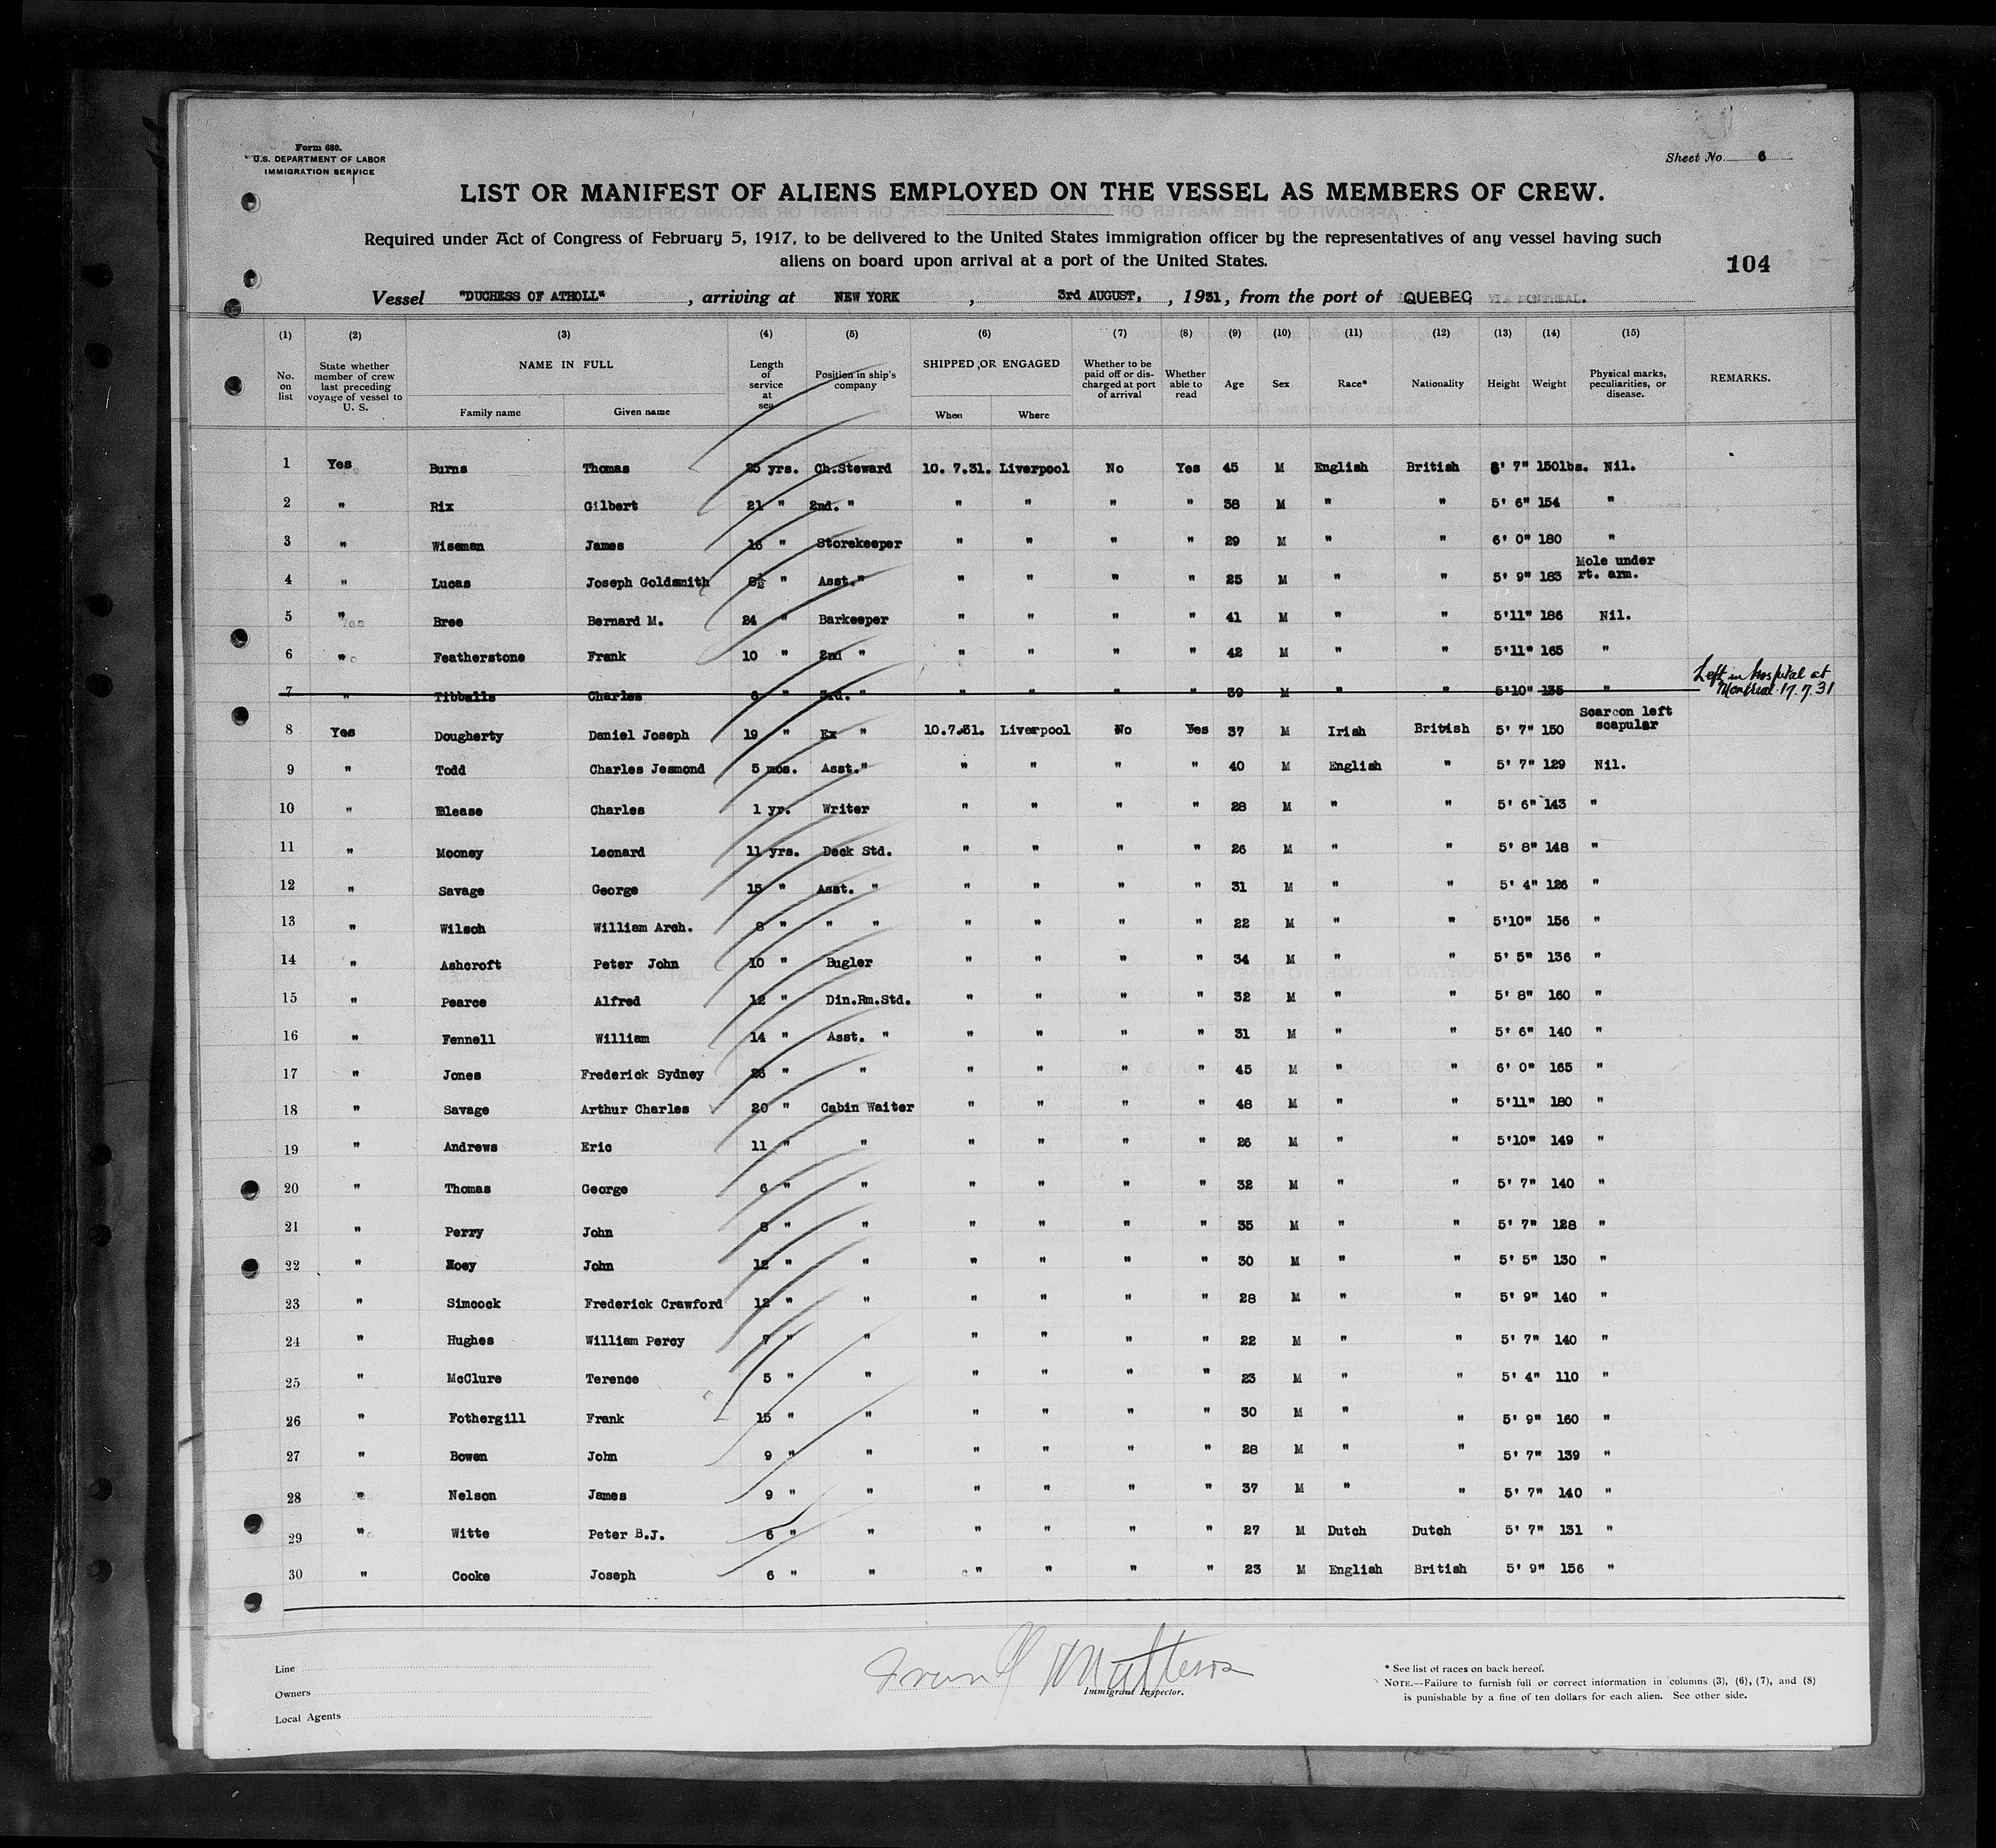 Form 680.
U.S. DEPARTMENT OF LABOR
IMMIGRATION SERVICE
Sheet No. 6
LIST OR MANIFEST OF ALIENS EMPLOYED ON THE VESSEL AS MEMBERS OF CREW.
Required under Act of Congress of February 5, 1917, to be delivered to the United States immigration officer by the representatives of any vessel having such
aliens on board upon arrival at a port of the United States.
104
Vessel "DUCHESS OF ATHOLL", arriving at NEW YORK, 3rd AUGUST, 1931, from the port of QUEBEC VIA MONTREAL.
(1) (2) (3) (4) (5) (6) (7) (8) (9) (10) (11) (12) (13) (14) (15)
No. on list State whether member of crew last preceding voyage of vessel to U. S. NAME IN FULL Family name Given name Length of service at sea Position in ship's company SHIPPED OR ENGAGED When Where Whether to be paid off or discharged at port of arrival Whether able to read Age Sex Race* Nationality Height Weight Physical marks, peculiarities, or disease. REMARKS.
1 Yes Burns Thomas 25 yrs. Ch.Steward 10. 7.31. Liverpool No Yes 45 M English British 5' 7" 150lbs. Nil.
2 " Rix Gilbert 21 " 2nd. " " " " " 38 M " " 5' 6" 154 "
3 " Wiseman James 16 " Storekeeper " " " " 29 M " " 6' 0" 180 "
4 " Lucas Joseph Goldsmith 8½ " Asst." " " " " 25 M " " 5' 9" 183 Mole under rt. arm.
5 " Bree Bernard M. 24 " Barkeeper " " " " 41 M " " 5'11" 186 Nil.
6 " Featherstone Frank 10 " 2nd " " " " " 42 M " " 5'11" 165 "
7 " Tibballs Charles 6 " 3rd. " " " " " 39 M " " 5'10" 135 " Left in Hospital at Montreal 17.7.31
8 Yes Dougherty Daniel Joseph 19 " Ex " 10.7.31. Liverpool No Yes 37 M Irish British 5' 7" 150 Scar on left scapular
9 " Todd Charles Jesmond 5 mos. Asst." " " " " 40 M English " 5' 7" 129 Nil.
10 " Blease Charles 1 yr. Writer " " " " 28 M " " 5' 6" 143 "
11 " Mooney Leonard 11 yrs. Deck Std. " " " " 26 M " " 5' 8" 148 "
12 " Savage George 15 " Asst. " " " " " 31 M " " 5' 4" 126 "
13 " Wilson William Arch. 8 " " " " " " " 22 M " " 5'10" 156 "
14 " Ashcroft Peter John 10 " Bugler " " " " 34 M " " 5' 5" 136 "
15 " Pearce Alfred 12 " Din.Rm.Std. " " " " 32 M " " 5' 8" 160 "
16 " Fennell William 14 " Asst. " " " " " 31 M " " 5' 6" 140 "
17 " Jones Frederick Sydney 26 " " " " " " 45 M " " 6' 0" 165 "
18 " Savage Arthur Charles 20 " Cabin Waiter " " " " 48 M " " 5'11" 180 "
19 " Andrews Eric 11 " " " " " " 26 M " " 5'10" 149 "
20 " Thomas George 6 " " " " " " 32 M " " 5' 7" 140 "
21 " Perry John 8 " " " " " " 35 M " " 5' 7" 128 "
22 " Hoey John 12 " " " " " " 30 M " " 5' 5" 130 "
23 " Simcock Frederick Crawford 12 " " " " " " 28 M " " 5' 9" 140 "
24 " Hughes William Percy 7 " " " " " " 22 M " " 5' 7" 140 "
25 " McClure Terence 5 " " " " " " 23 M " " 5' 4" 110 "
26 " Fothergill Frank 15 " " " " " " 30 M " " 5' 9" 160 "
27 " Bowen John 9 " " " " " " 28 M " " 5' 7" 139 "
28 Nelson James 9 " " " " " " 37 M " " 5' 7" 140 "
29 " Witte Peter B.J. 6 " " " " " " 27 M Dutch Dutch 5' 7" 131 "
30 " Cooke Joseph 6 " " " " " " 23 M English British 5' 9" 156 "
Line
Owners
Local Agents
Immigrant Inspector.
* See list of races on back hereof.
NOTE.—Failure to furnish full or correct information in columns (3), (6), (7), and (8)
is punishable by a fine of ten dollars for each alien. See other side.